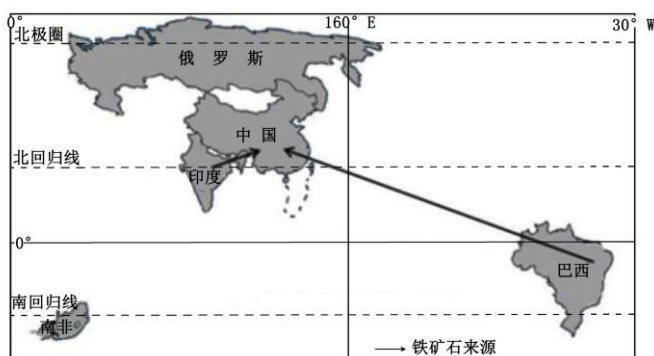 0° 160° E 30° W
北极圈
俄罗斯
中国
北回归线
印度
0°
巴西
南回归线
南非
→ 铁矿石来源